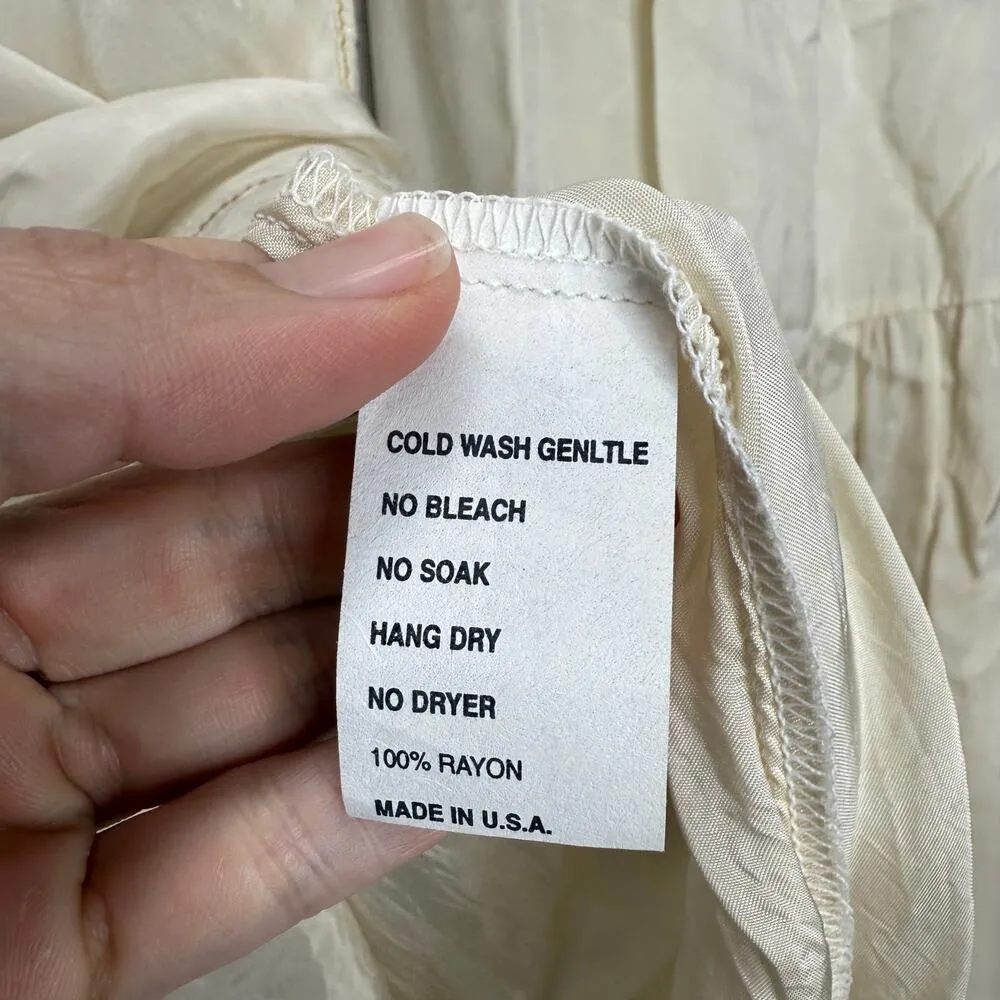 COLD WASH GENLTLE
NO BLEACH
NO SOAK
HANG DRY
NO DRYER
100% RAYON
MADE IN U.S.A.